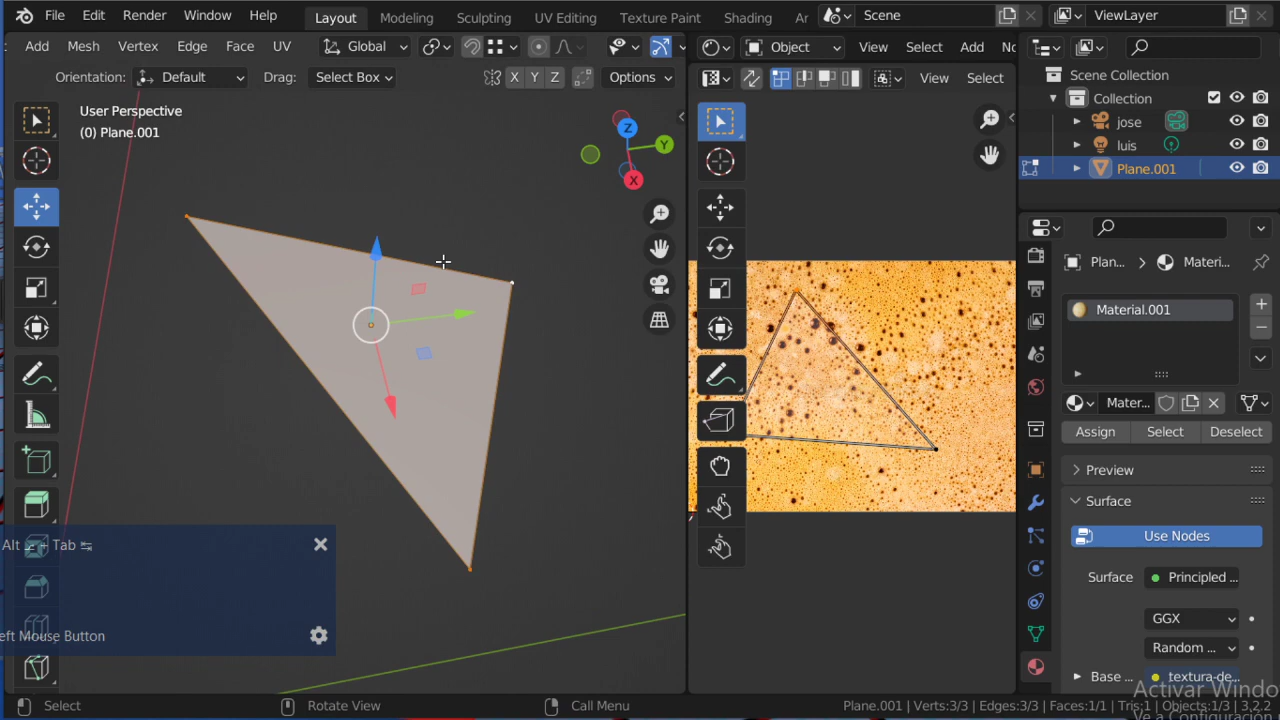 File Edit Render Window Help Layout Modeling Sculpting UV Editing Texture Paint Shading Ar Scene ViewLayer
Add Mesh Vertex Edge Face UV Global Object View Select Add No
Orientation: Default Drag: Select Box X Y Z Options View Select
User Perspective
(0) Plane.001
Z
Y
X
Scene Collection
Collection
jose
luis
Plane.001
Plan... Materi...
Material.001
Mater...
Assign Select Deselect
Preview
Surface
Use Nodes
Surface Principled ...
GGX
Random ...
Base ... textura-de...
Alt + Tab
eft Mouse Button
Activar Windo
Ve a Configuración
Select Rotate View Call Menu Plane.001 | Verts:3/3 | Edges:3/3 | Faces:1/1 | Tris:1 | Objects:1/3 | 3.2.2